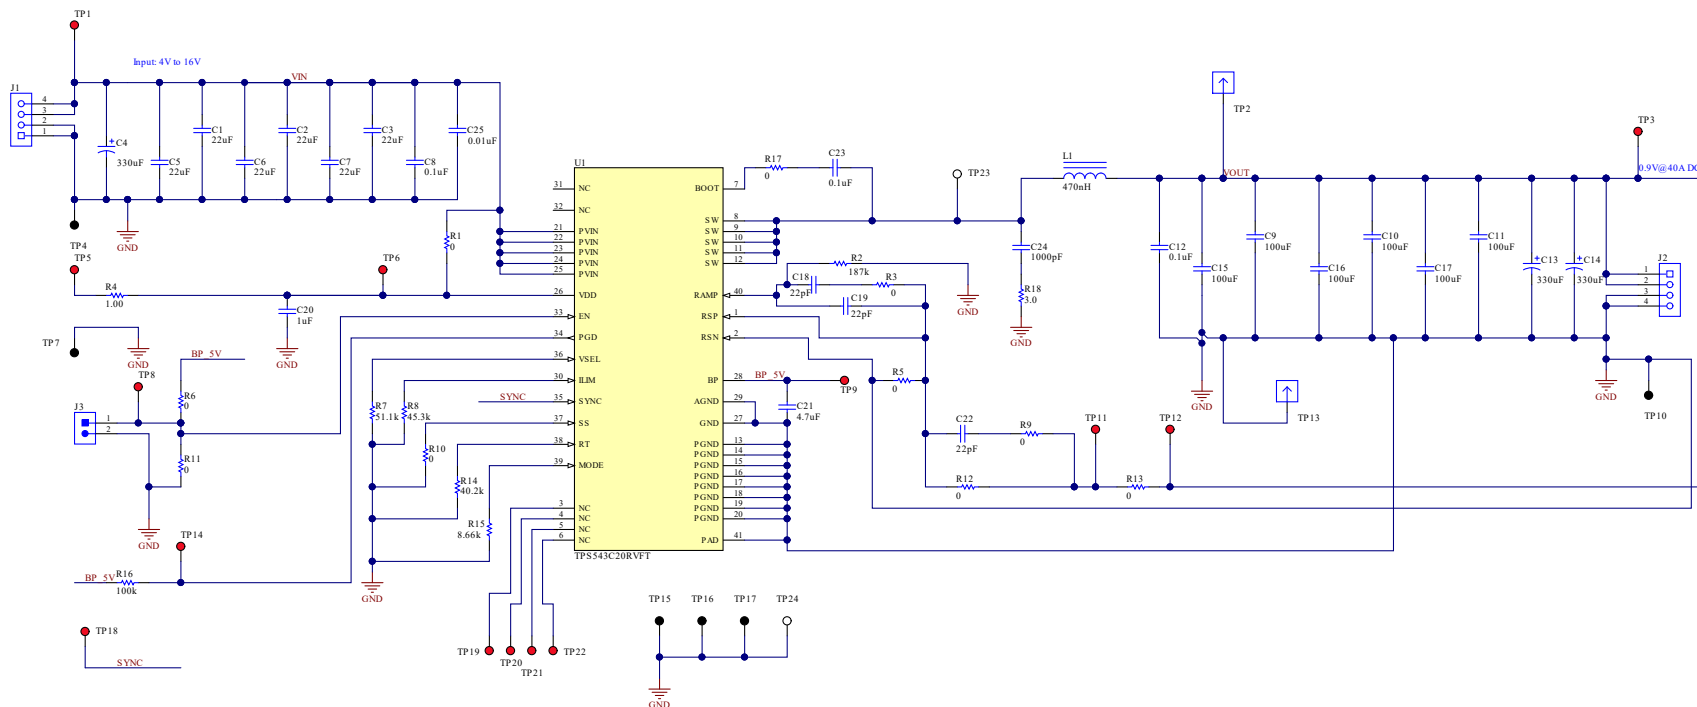 TP1
Input: 4V to 16V
VIN
J1
4
3
2
1
C4
330uF
C5
22uF
C1
22uF
C6
22uF
C2
22uF
C7
22uF
C3
22uF
C8
0.1uF
C25
0.01uF
TP4
GND
TP5
R4
1.00
TP6
R1
0
C20
1uF
GND
TP7
GND
BP_5V
TP8
R6
0
J3
1
2
R11
0
GND
TP14
BP_5V
R16
100k
TP18
SYNC
R7
51.1k
R8
45.3k
SYNC
R10
0
R14
40.2k
R15
8.66k
GND
U1
31 NC
32 NC
21 PVIN
22 PVIN
23 PVIN
24 PVIN
25 PVIN
26 VDD
33 EN
34 PGD
36 VSEL
30 ILIM
35 SYNC
37 SS
38 RT
39 MODE
3 NC
4 NC
5 NC
6 NC
BOOT 7
SW 8
SW 9
SW 10
SW 11
SW 12
RAMP 40
RSP 1
RSN 2
BP 28
AGND 29
GND 27
PGND 13
PGND 14
PGND 15
PGND 16
PGND 17
PGND 18
PGND 19
PGND 20
PAD 41
TPS543C20RVFT
TP19
TP20
TP21
TP22
TP15
TP16
TP17
TP24
GND
R17
0
C23
0.1uF
TP23
R2
187k
C18
22pF
R3
0
C19
22pF
GND
BP_5V
TP9
C21
4.7uF
R5
0
C22
22pF
R9
0
R12
0
TP11
R13
0
TP12
L1
470nH
C24
1000pF
R18
3.0
GND
TP2
VOUT
C12
0.1uF
C15
100uF
C9
100uF
C16
100uF
C10
100uF
C17
100uF
C11
100uF
C13
330uF
C14
330uF
GND
TP13
TP3
0.9V@40A DC
J2
1
2
3
4
GND
TP10